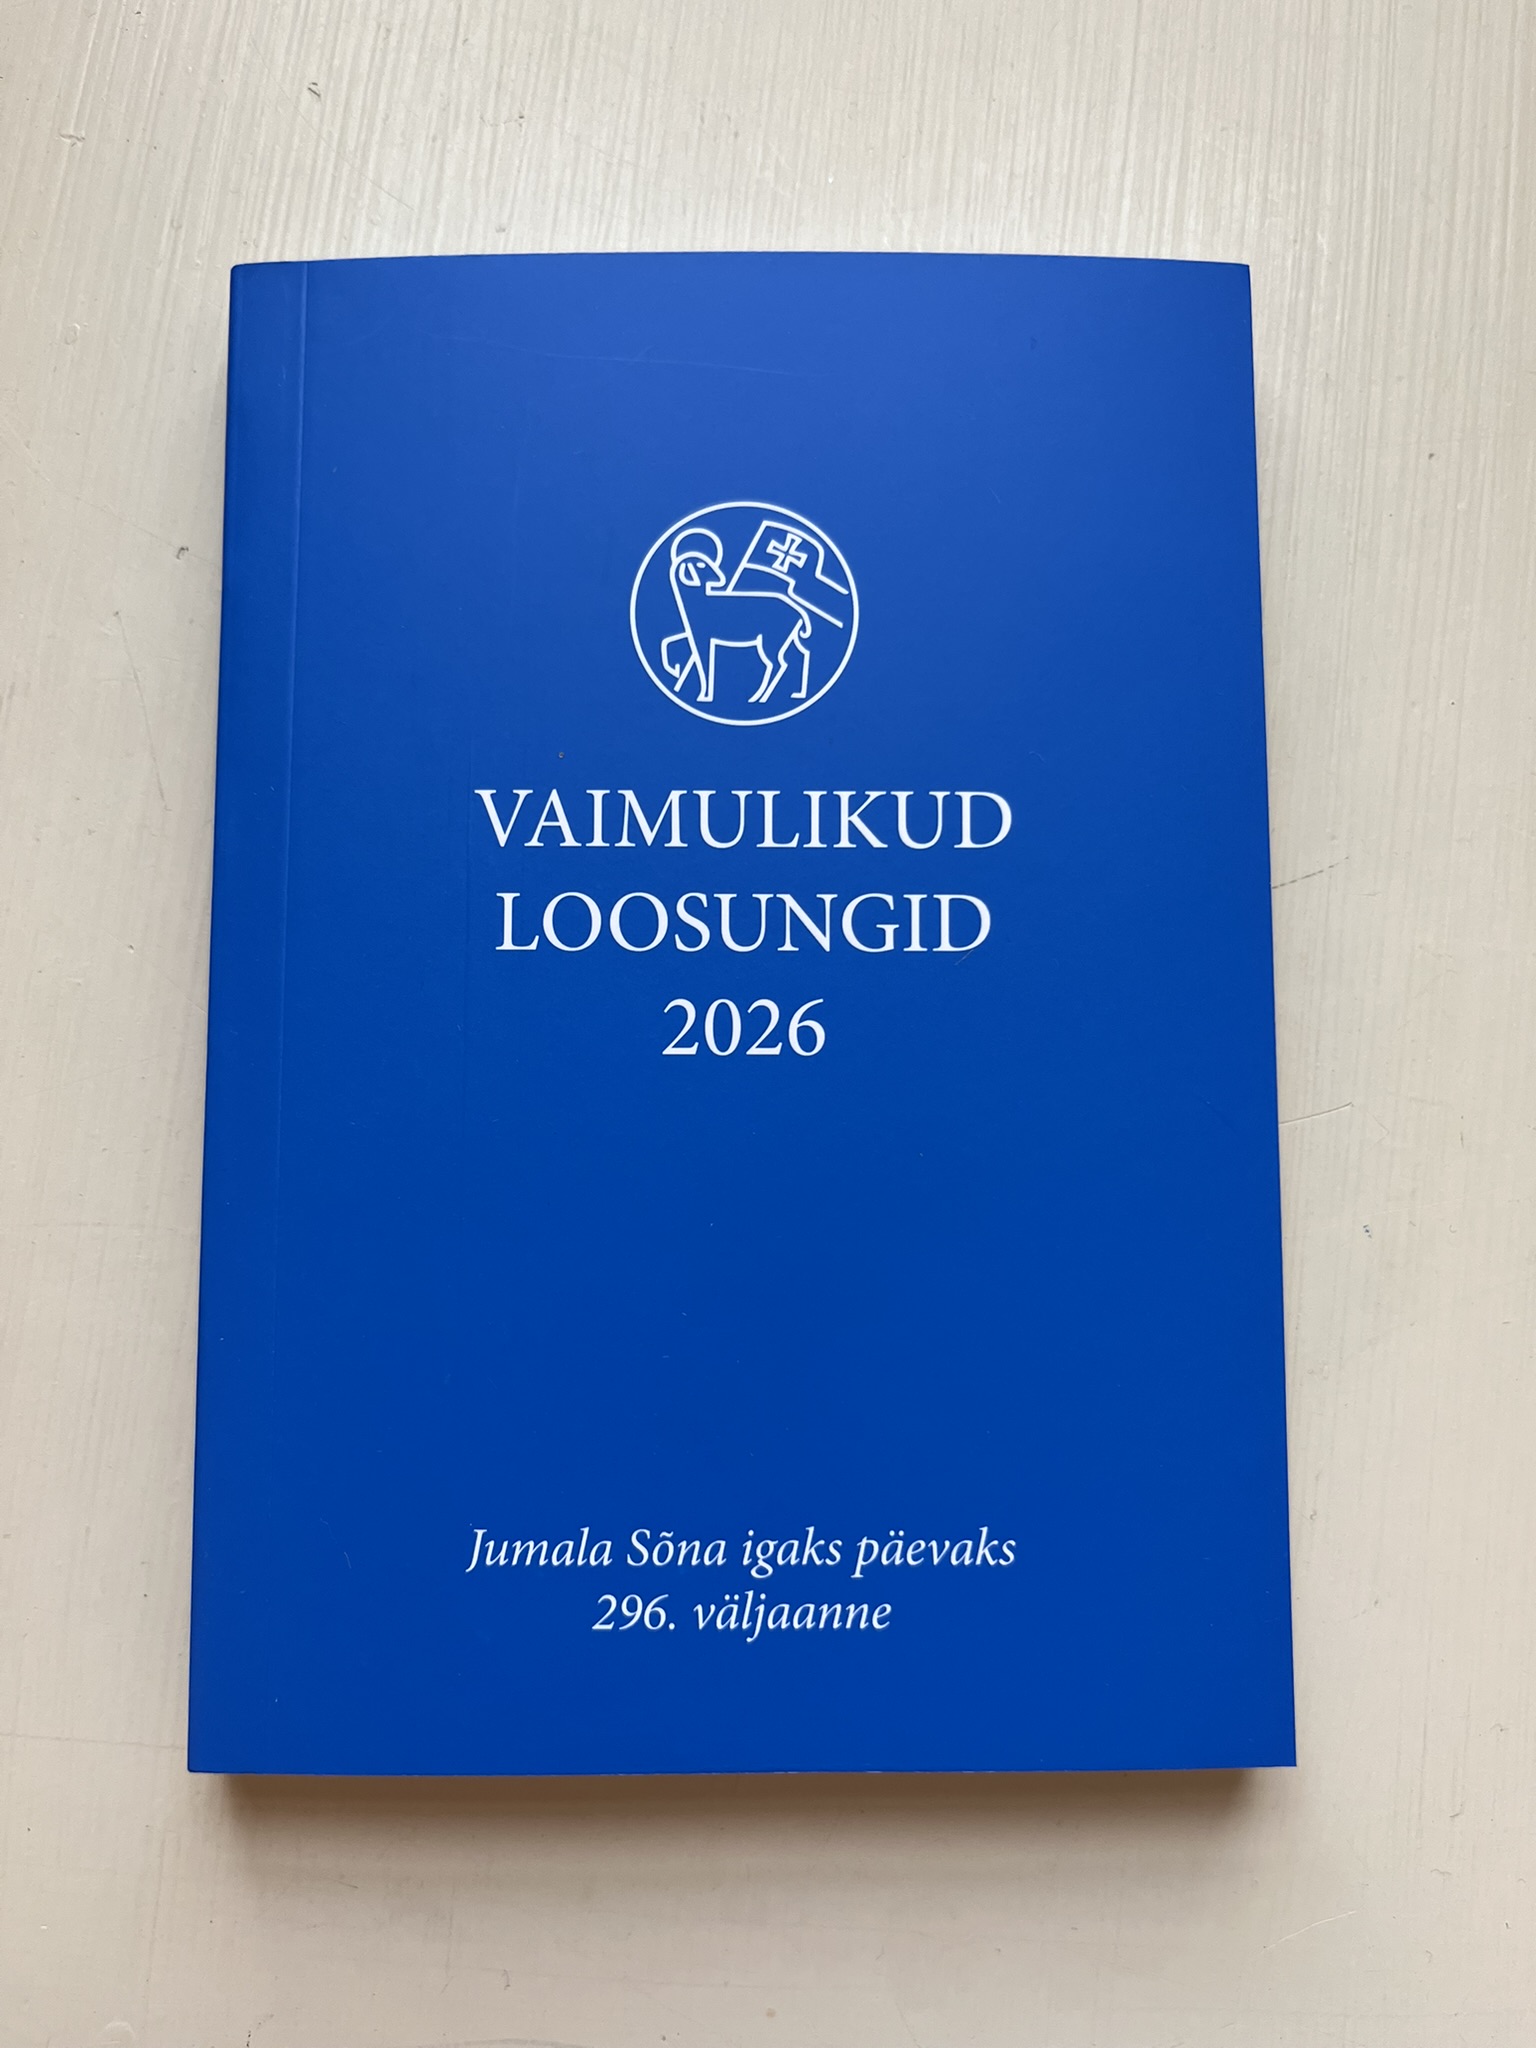 VAIMULIKUD
LOOSUNGID
2026
Jumala Sõna igaks päevaks
296. väljaanne